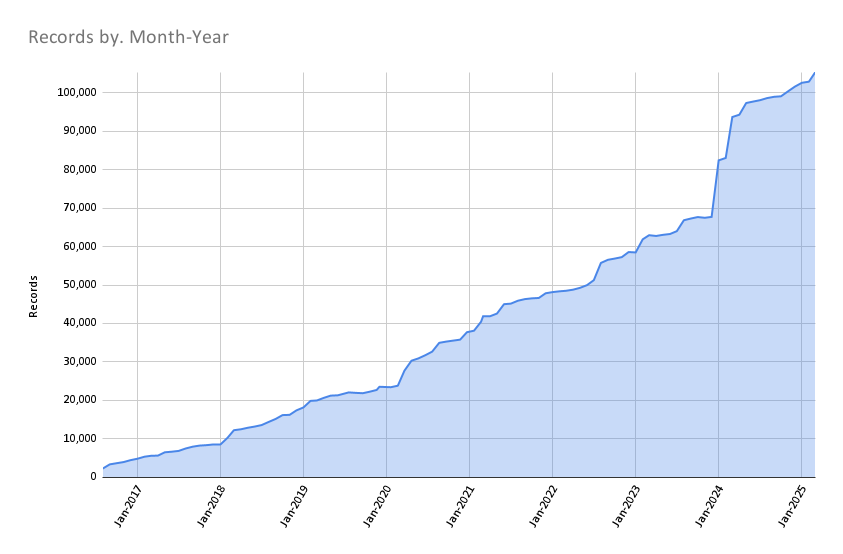 Records by. Month-Year
100,000
90,000
80,000
70,000
60,000
50,000
40,000
30,000
20,000
10,000
0
Records
Jan-2017
Jan-2018
Jan-2019
Jan-2020
Jan-2021
Jan-2022
Jan-2023
Jan-2024
Jan-2025